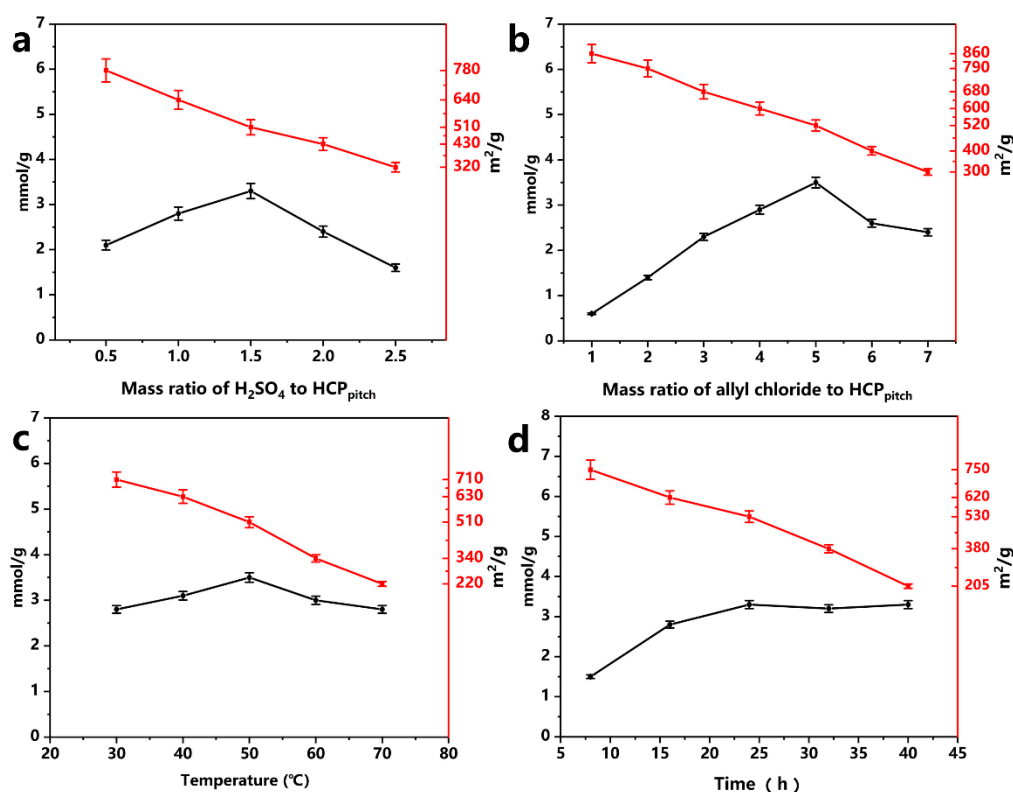 a
7
6
5
4
3
2
1
0
mmol/g
780
640
510
430
320
m²/g
0.5 1.0 1.5 2.0 2.5
Mass ratio of H₂SO₄ to HCPpitch
b
7
6
5
4
3
2
1
0
mmol/g
860
790
680
600
520
400
300
m²/g
1 2 3 4 5 6 7
Mass ratio of allyl chloride to HCPpitch
c
7
6
5
4
3
2
1
0
mmol/g
710
630
510
340
220
m²/g
20 30 40 50 60 70 80
Temperature (℃)
d
8
7
6
5
4
3
2
1
0
mmol/g
750
620
530
380
205
m²/g
5 10 15 20 25 30 35 40 45
Time （h）